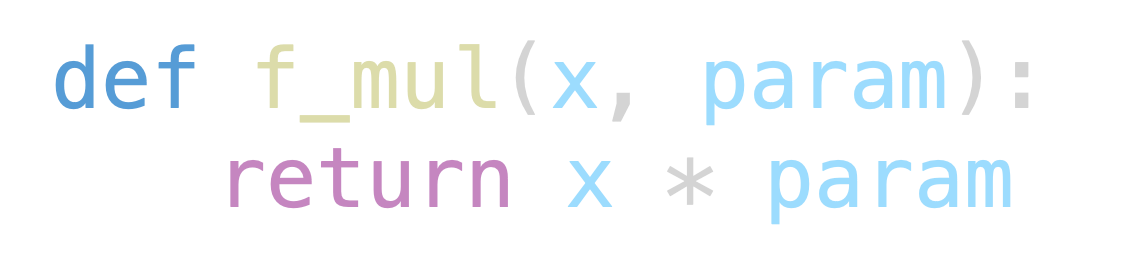 def f_mul(x, param):
    return x * param